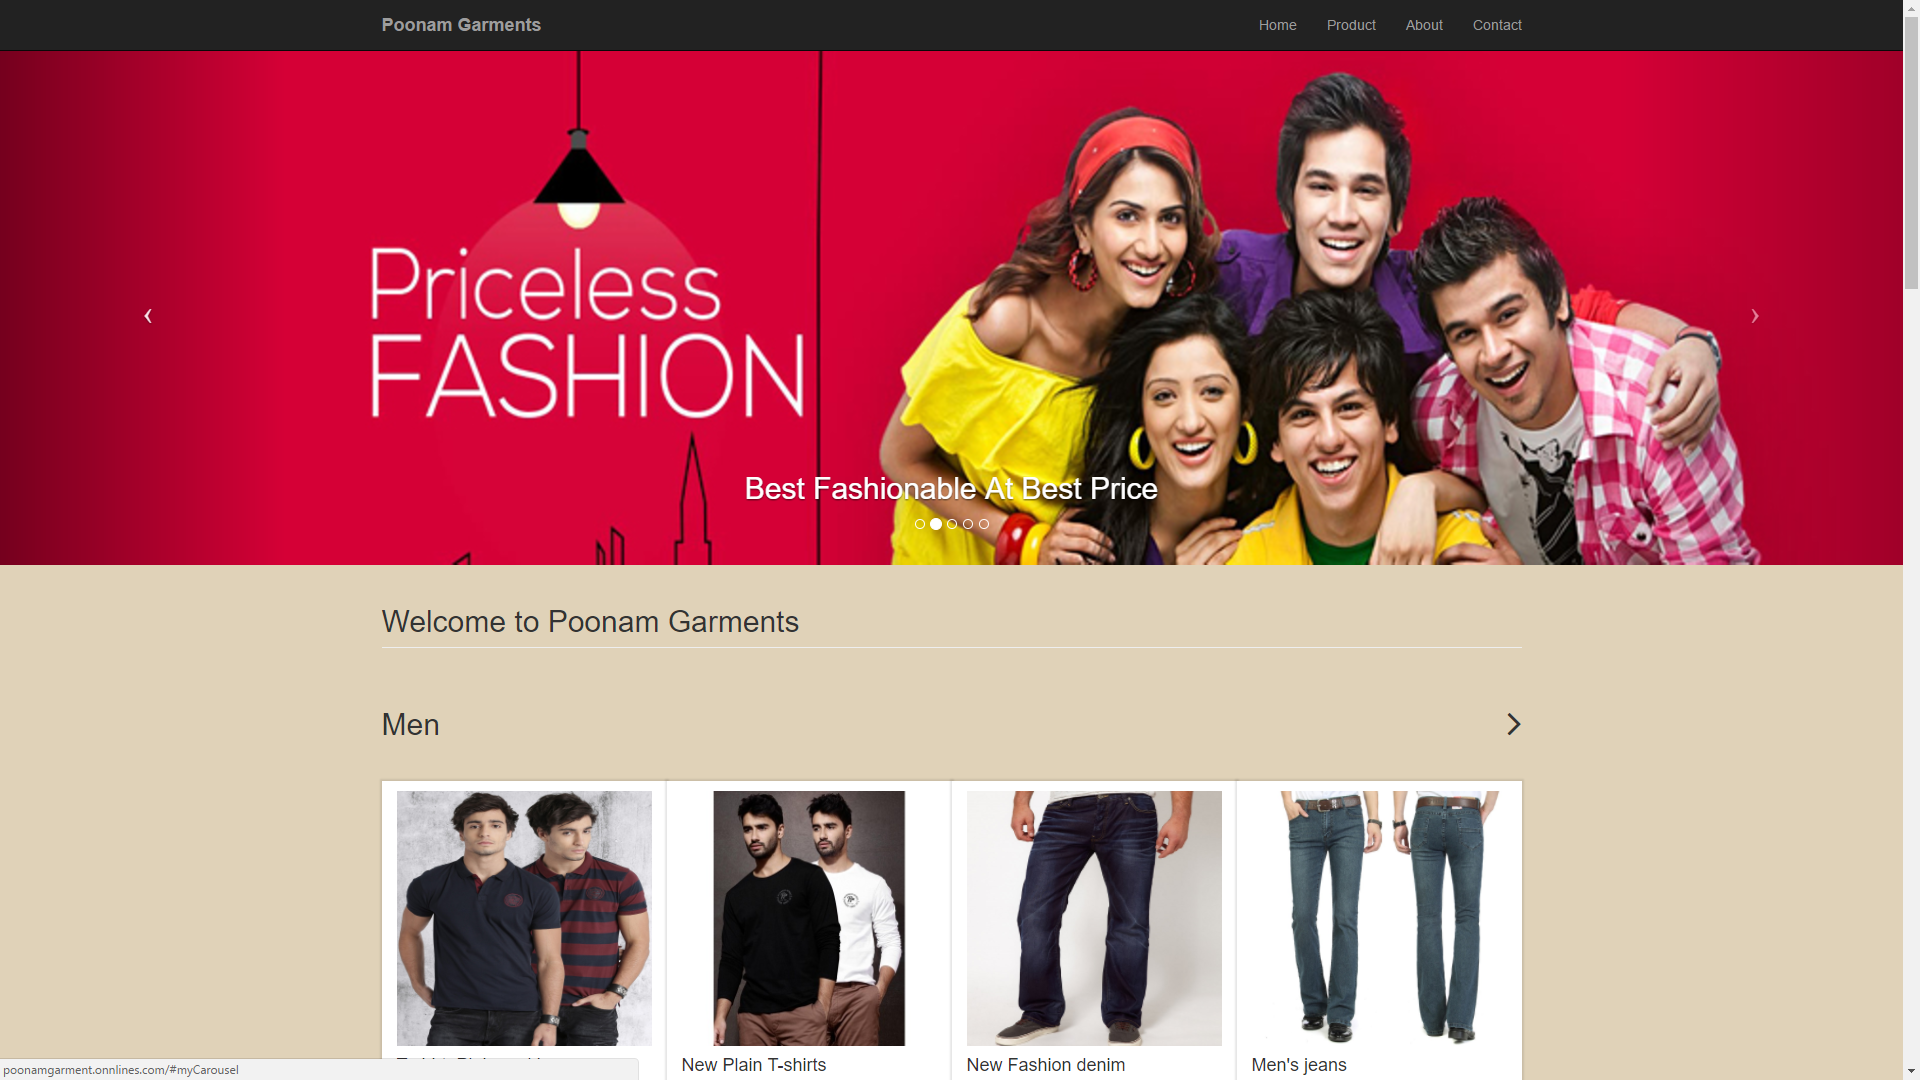 Poonam Garments
Home Product About Contact
Priceless
FASHION
Best Fashionable At Best Price
Welcome to Poonam Garments
Men
New Plain T-shirts
New Fashion denim
Men's jeans
poonamgarment.onnlines.com/#myCarousel